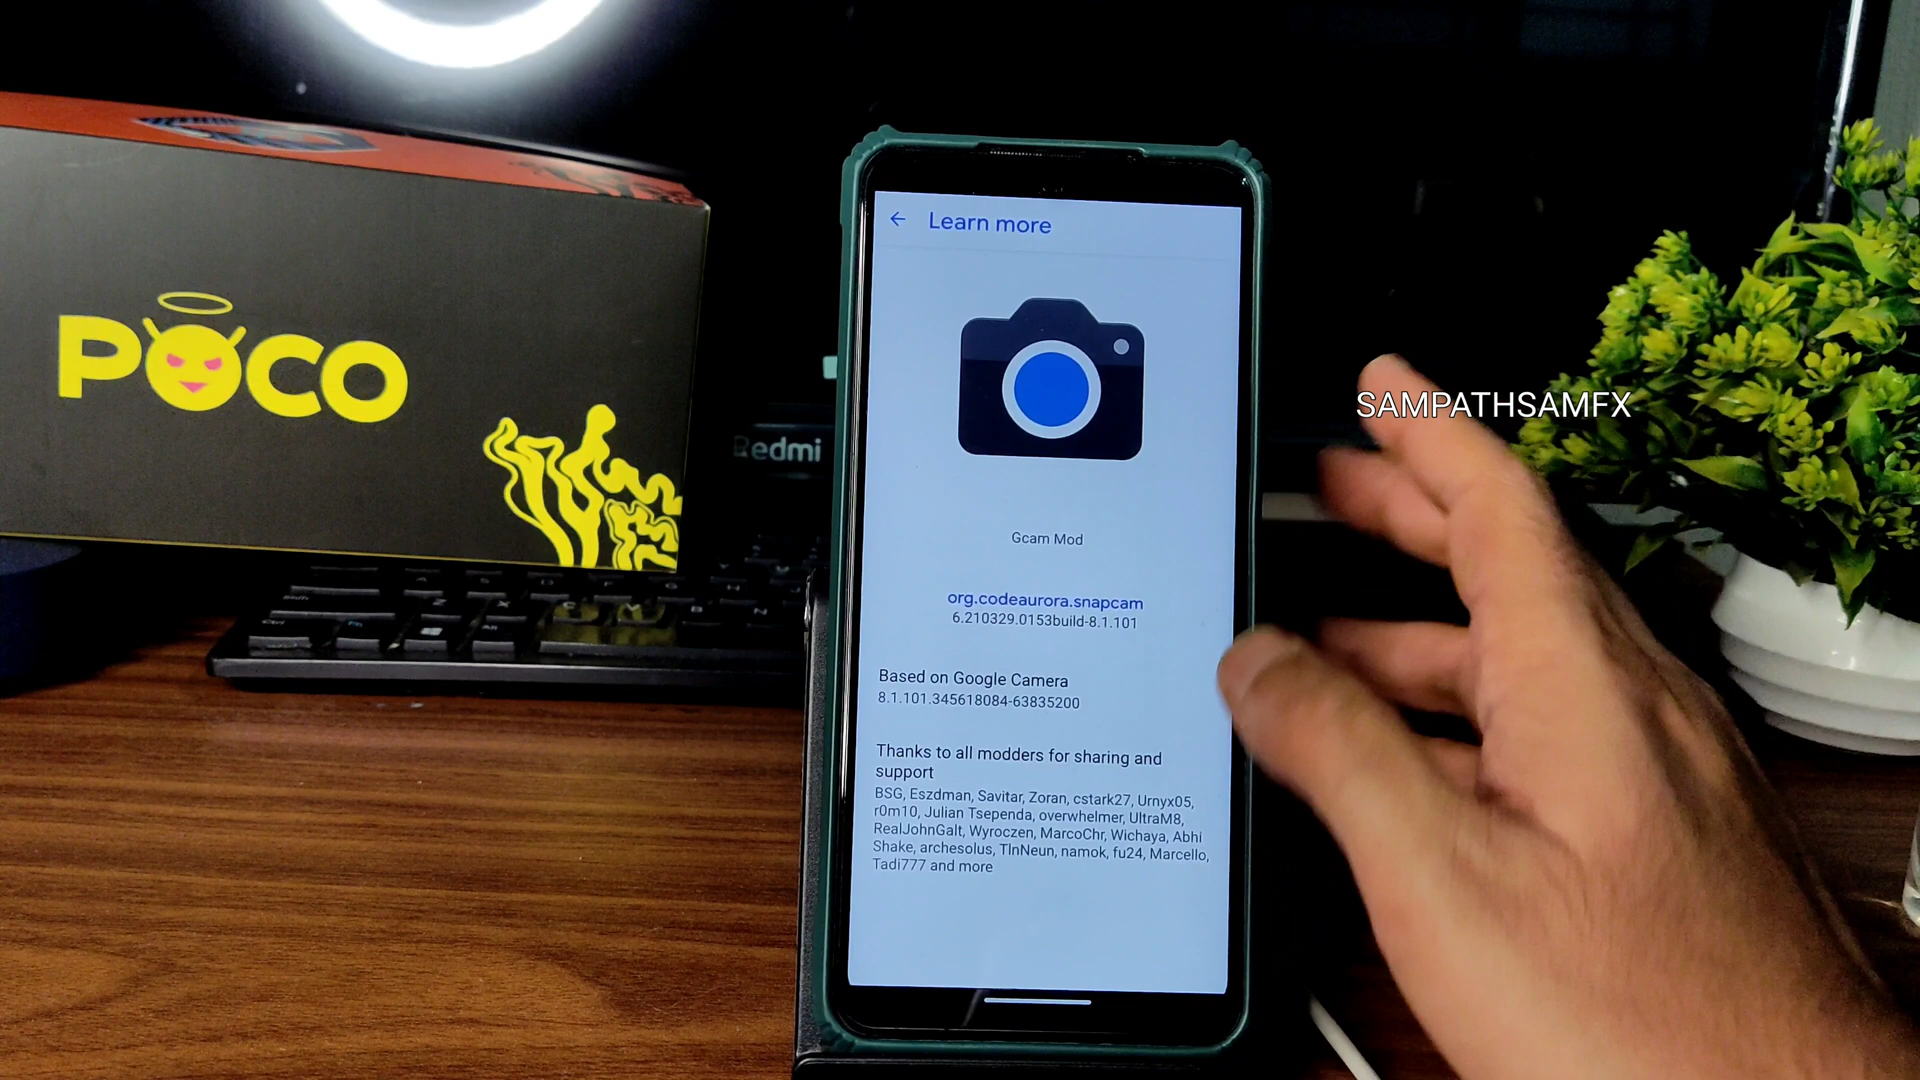 POCO
Redmi
SAMPATHSAMFX
Learn more
Gcam Mod
org.codeaurora.snapcam
6.210329.0153build-8.1.101
Based on Google Camera
8.1.101.345618084-63835200
Thanks to all modders for sharing and
support
BSG, Eszdman, Savitar, Zoran, cstark27, Urnyx05,
r0m10, Julian Tsependa, overwhelmer, UltraM8,
RealJohnGalt, Wyroczen, MarcoChr, Wichaya, Abhi
Shake, archesolus, TlnNeun, namok, fu24, Marcello,
Tadi777 and more